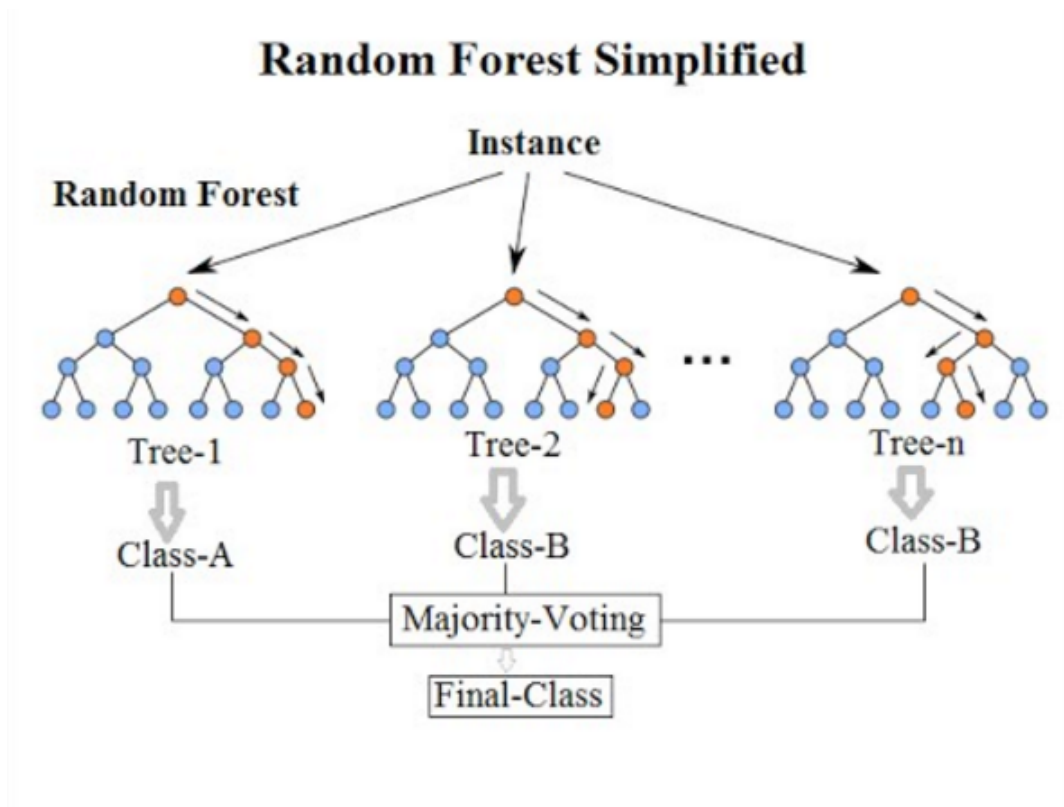 Random Forest Simplified
Instance
Random Forest
...
Tree-1
Tree-2
Tree-n
Class-A
Class-B
Class-B
Majority-Voting
Final-Class